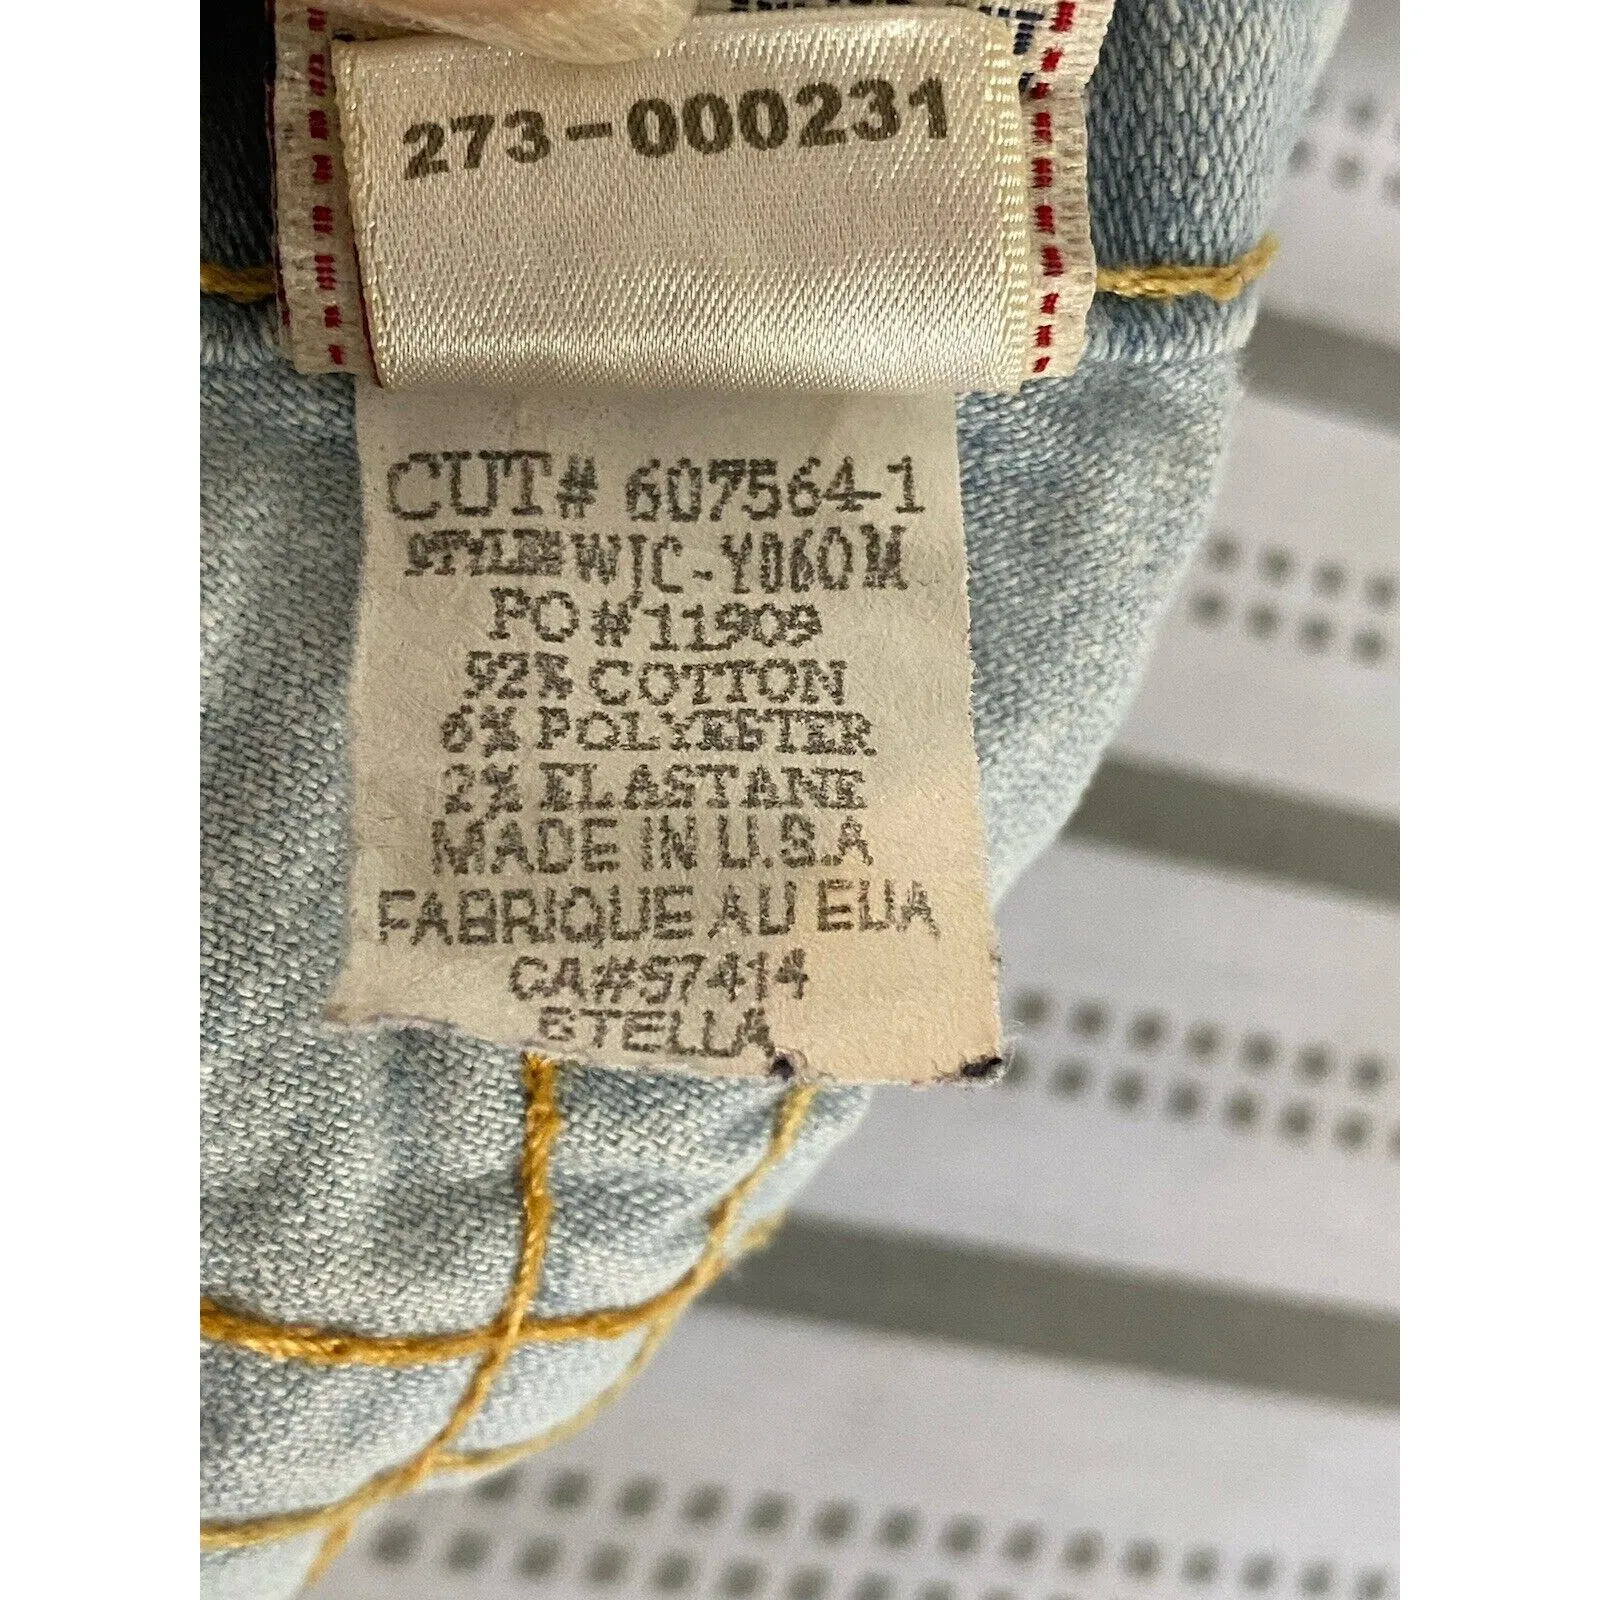 273-000231
CUT# 607564-1
STYLE# WJC-Y060M
PO #11909
92% COTTON
6% POLYESTER
2% ELASTANE
MADE IN U.S.A
FABRIQUE AU EUA
CA#57414
STELLA